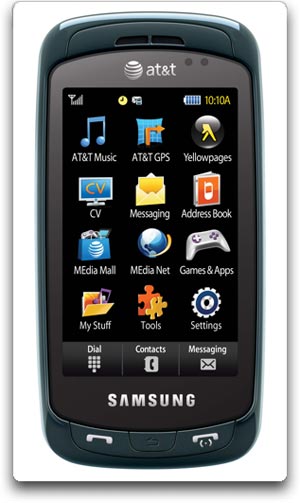 at&t
10:10A
AT&T Music AT&T GPS Yellowpages
CV
CV Messaging Address Book
MEdia Mall MEdia Net Games & Apps
My Stuff Tools Settings
Dial Contacts Messaging
SAMSUNG